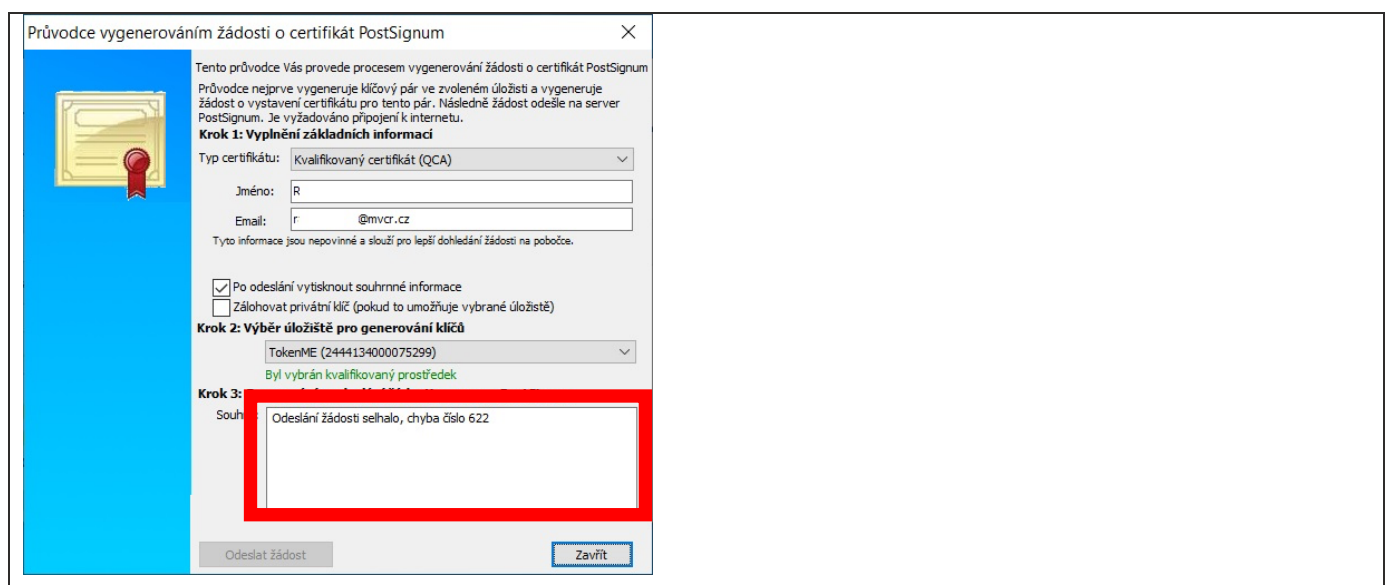 Průvodce vygenerováním žádosti o certifikát PostSignum
Tento průvodce Vás provede procesem vygenerování žádosti o certifikát PostSignum
Průvodce nejprve vygeneruje klíčový pár ve zvoleném úložisti a vygeneruje
žádost o vystavení certifikátu pro tento pár. Následně žádost odešle na server
PostSignum. Je vyžadováno připojení k internetu.
Krok 1: Vyplnění základních informací
Typ certifikátu: Kvalifikovaný certifikát (QCA)
Jméno: R
Email: r @mvcr.cz
Tyto informace jsou nepovinné a slouží pro lepší dohledání žádosti na pobočce.
Po odeslání vytisknout souhrnné informace
Zálohovat privátní klíč (pokud to umožňuje vybrané úložiště)
Krok 2: Výběr úložiště pro generování klíčů
TokenME (2444134000075299)
Byl vybrán kvalifikovaný prostředek
Krok 3:
Odeslání žádosti selhalo, chyba číslo 622
Odeslat žádost
Zavřít